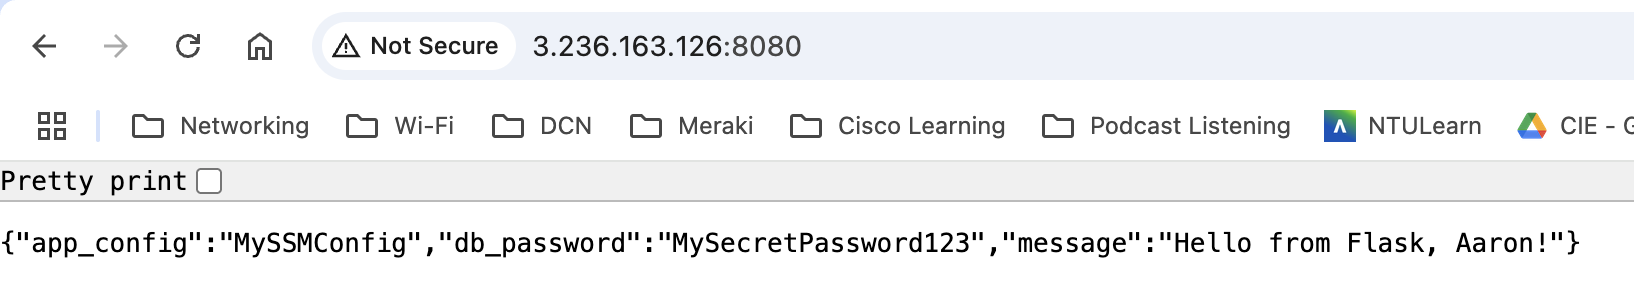 Not Secure 3.236.163.126:8080
Networking Wi-Fi DCN Meraki Cisco Learning Podcast Listening NTULearn CIE - G
Pretty print
{"app_config":"MySSMConfig","db_password":"MySecretPassword123","message":"Hello from Flask, Aaron!"}